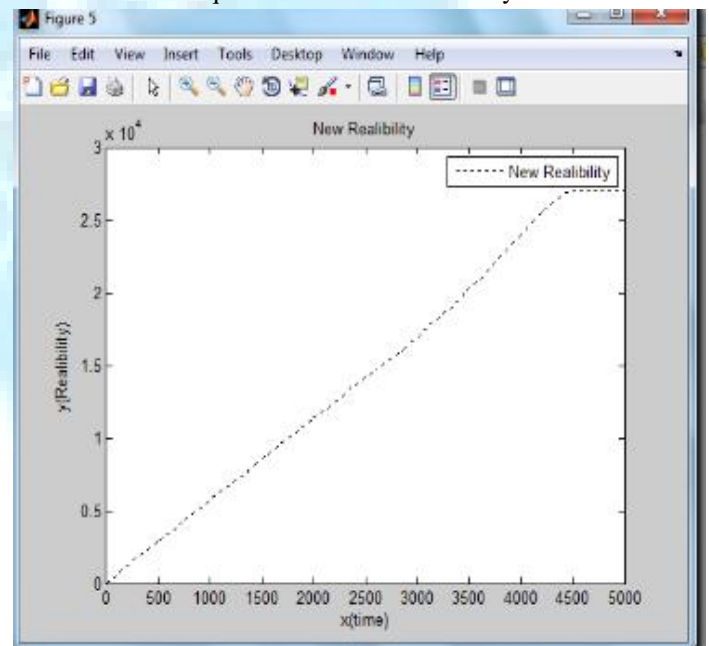 Figure 5
File Edit View Insert Tools Desktop Window Help
x 10^4
New Realibility
New Realibility
3
2.5
2
1.5
1
0.5
0
y(Realibility)
0 500 1000 1500 2000 2500 3000 3500 4000 4500 5000
x(time)